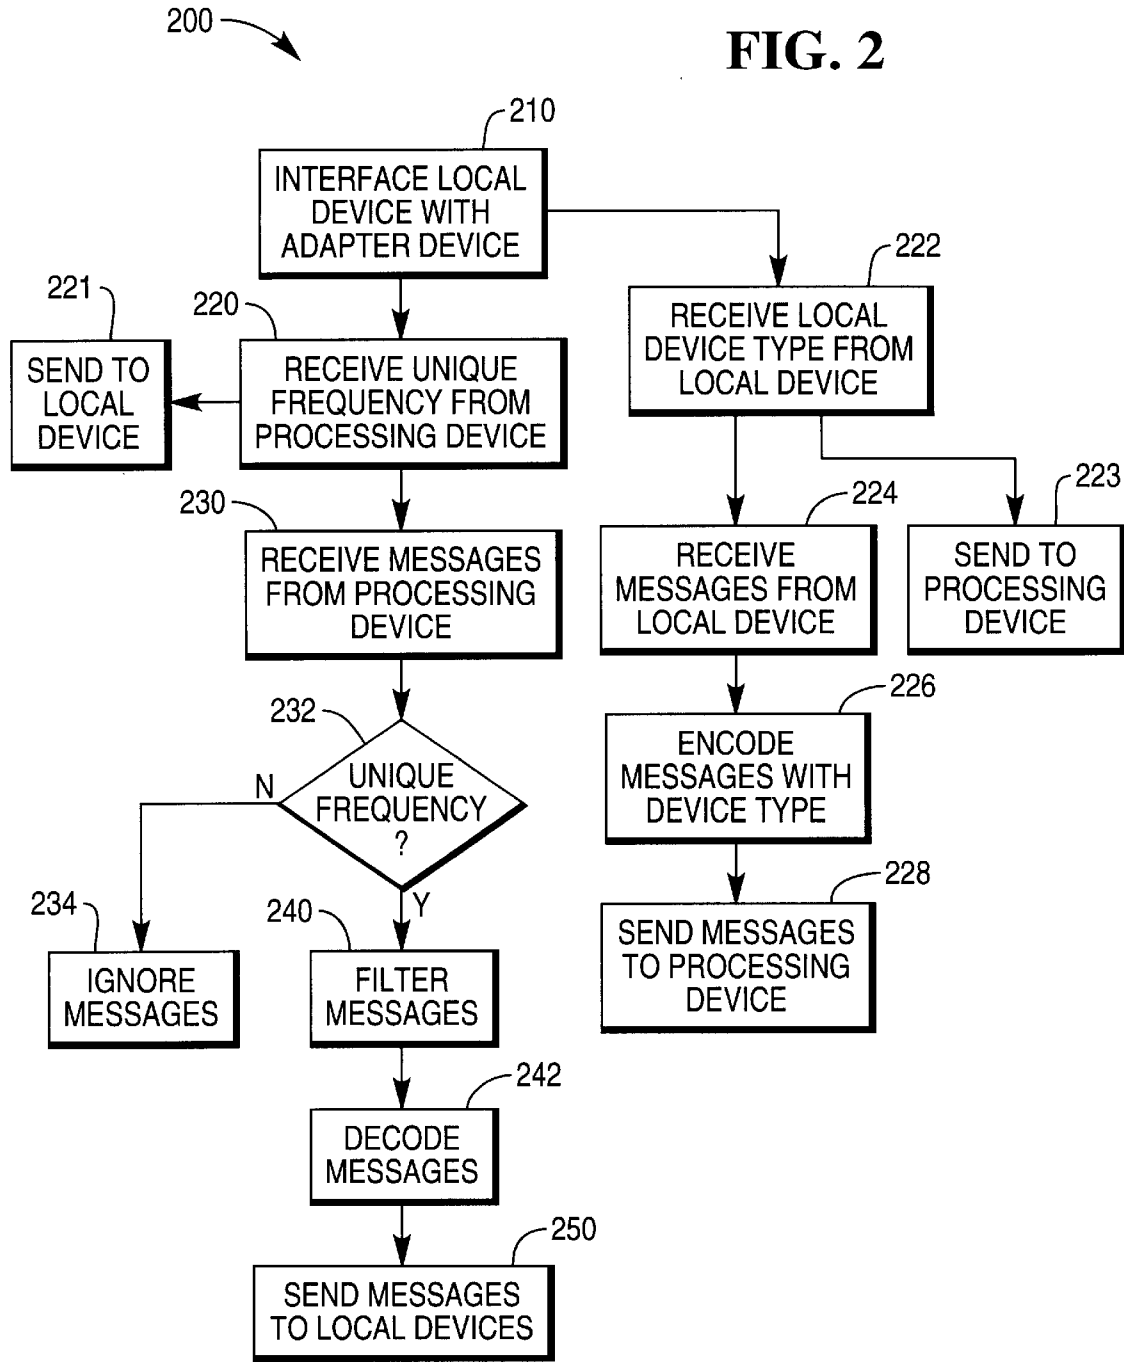 200
FIG. 2
210
INTERFACE LOCAL
DEVICE WITH
ADAPTER DEVICE
222
RECEIVE LOCAL
DEVICE TYPE FROM
LOCAL DEVICE
221
SEND TO
LOCAL
DEVICE
220
RECEIVE UNIQUE
FREQUENCY FROM
PROCESSING DEVICE
230
RECEIVE MESSAGES
FROM PROCESSING
DEVICE
224
RECEIVE
MESSAGES FROM
LOCAL DEVICE
223
SEND TO
PROCESSING
DEVICE
232
UNIQUE
FREQUENCY
?
N
Y
226
ENCODE
MESSAGES WITH
DEVICE TYPE
234
IGNORE
MESSAGES
240
FILTER
MESSAGES
228
SEND MESSAGES
TO PROCESSING
DEVICE
242
DECODE
MESSAGES
250
SEND MESSAGES
TO LOCAL DEVICES